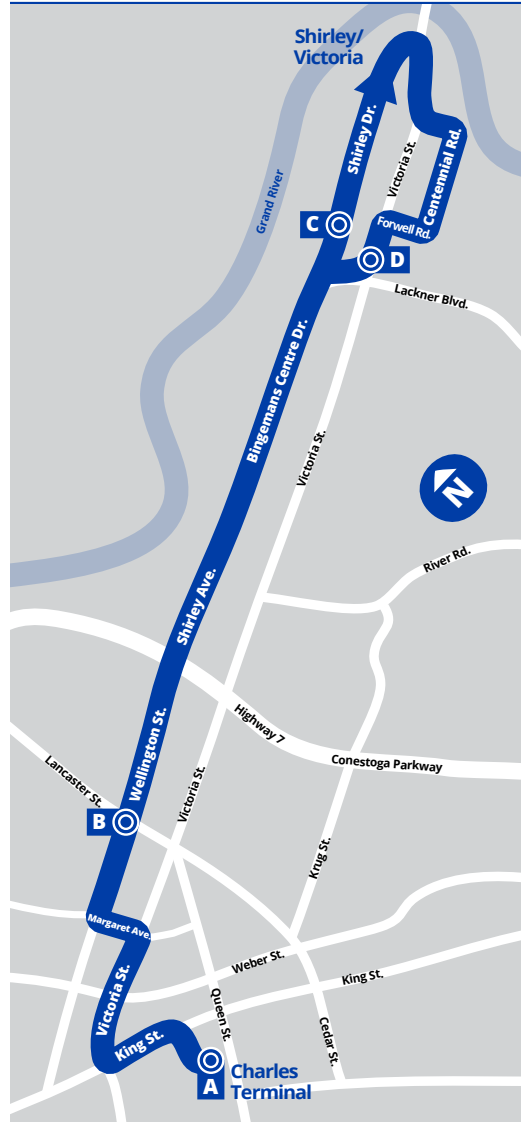 Shirley/
Victoria
Shirley Dr.
Victoria St.
Centennial Rd.
Grand River
C
Forwell Rd.
D
Lackner Blvd.
Bingemans Centre Dr.
Victoria St.
N
River Rd.
Shirley Ave.
Highway 7
Conestoga Parkway
Wellington St.
Lancaster St.
Victoria St.
B
Krug St.
Margaret Ave.
Weber St.
King St.
Victoria St.
Queen St.
Cedar St.
King St.
A
Charles
Terminal